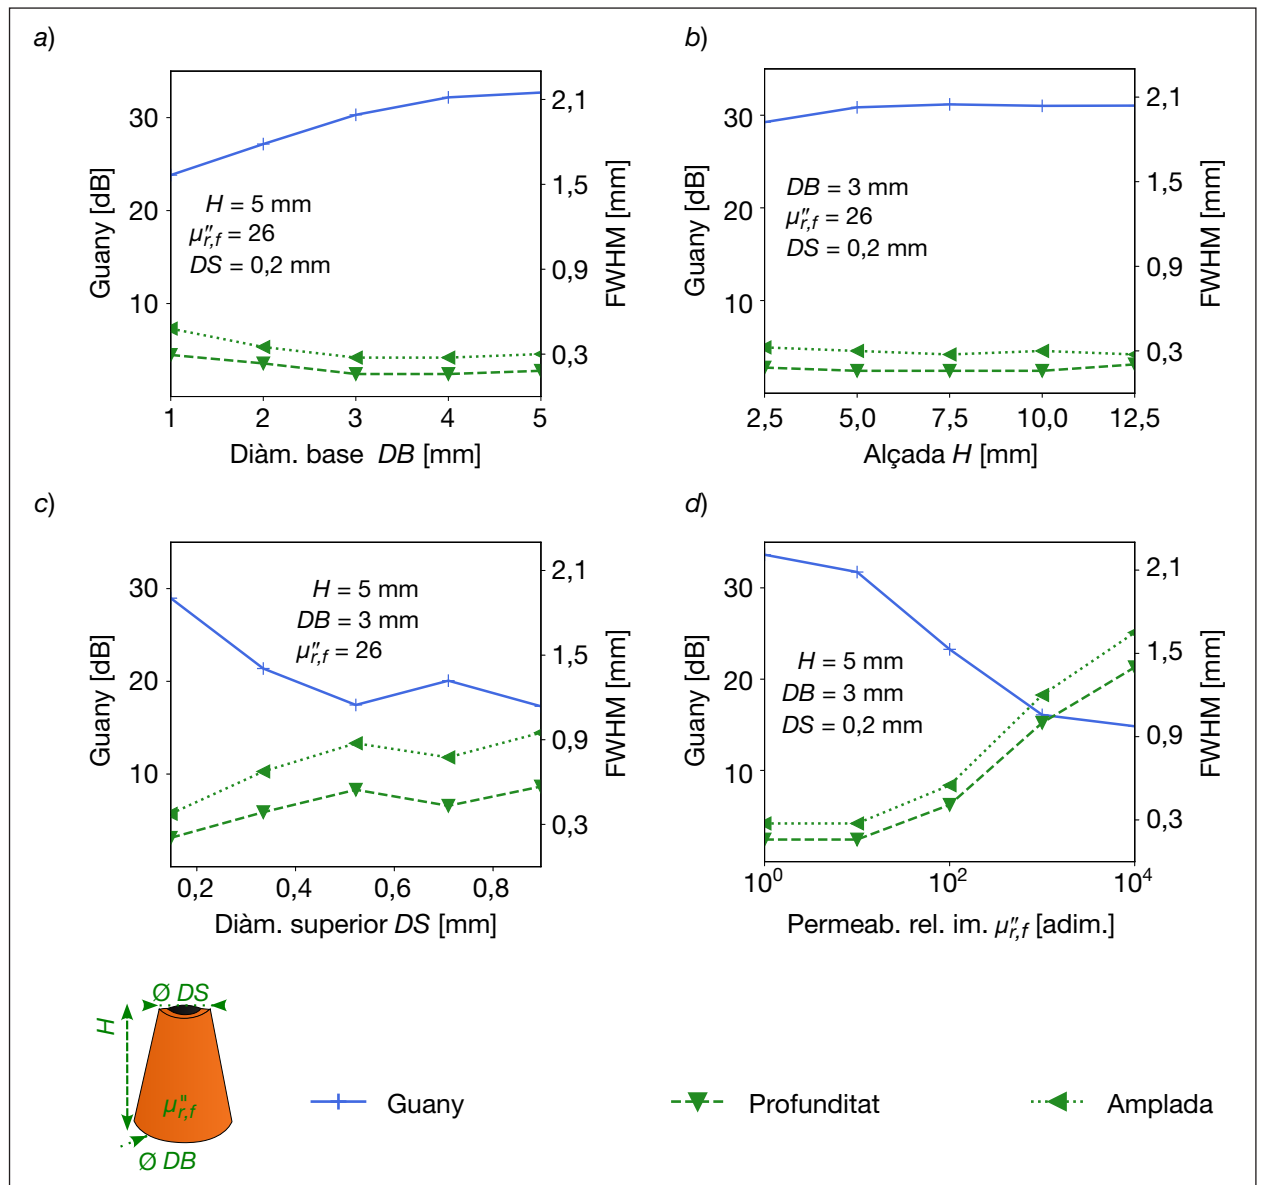 a)
30
20
10
Guany [dB]
H = 5 mm
μ″r,f = 26
DS = 0,2 mm
2,1
1,5
0,9
0,3
FWHM [mm]
1 2 3 4 5
Diàm. base DB [mm]
b)
30
20
10
Guany [dB]
DB = 3 mm
μ″r,f = 26
DS = 0,2 mm
2,1
1,5
0,9
0,3
FWHM [mm]
2,5 5,0 7,5 10,0 12,5
Alçada H [mm]
c)
30
20
10
Guany [dB]
H = 5 mm
DB = 3 mm
μ″r,f = 26
2,1
1,5
0,9
0,3
FWHM [mm]
0,2 0,4 0,6 0,8
Diàm. superior DS [mm]
d)
30
20
10
Guany [dB]
H = 5 mm
DB = 3 mm
DS = 0,2 mm
2,1
1,5
0,9
0,3
FWHM [mm]
10⁰ 10² 10⁴
Permeab. rel. im. μ″r,f [adim.]
Ø DS
H
μ"r,f
Ø DB
Guany
Profunditat
Amplada